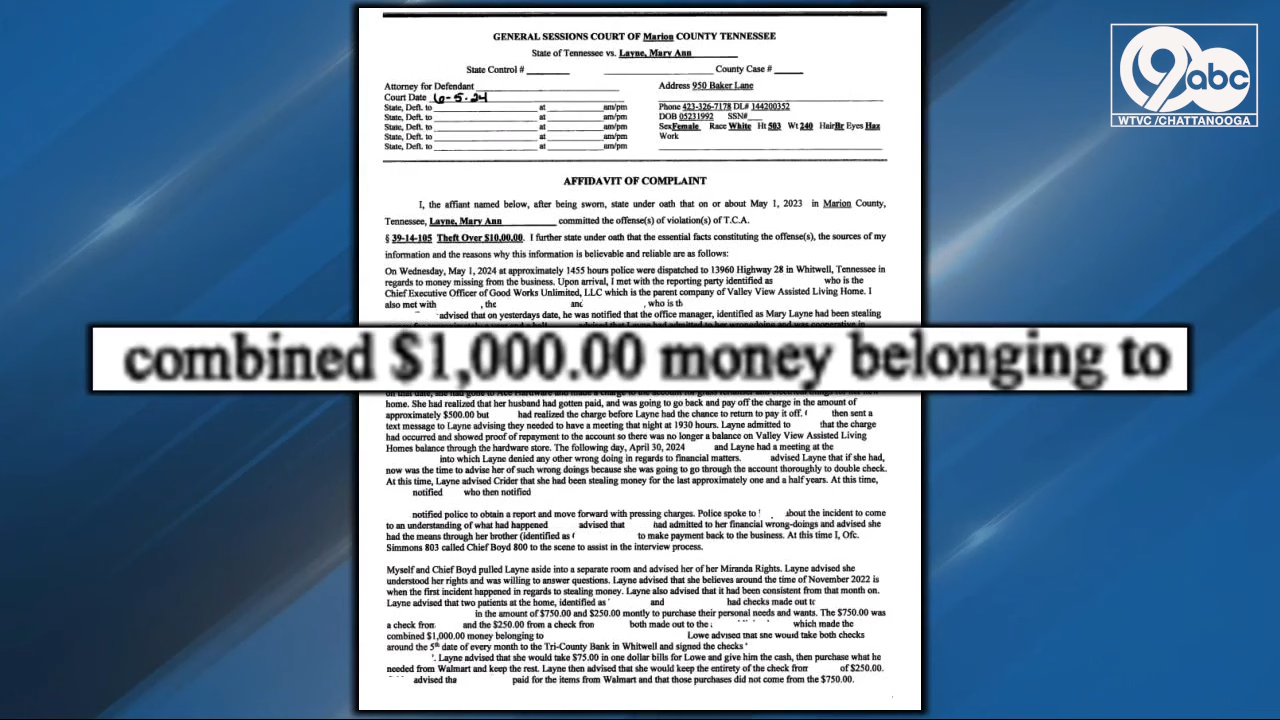 GENERAL SESSIONS COURT OF Marion COUNTY TENNESSEE
State of Tennessee vs. Layne, Mary Ann
State Control # County Case #
Attorney for Defendant
Court Date 6-5-24
State, Deft. to at am/pm
State, Deft. to at am/pm
State, Deft. to at am/pm
State, Deft. to at am/pm
State, Deft. to at am/pm
Address 950 Baker Lane
Phone 423-326-7178 DL# 144200352
DOB 05231992 SSN#
Sex Female Race White Ht 503 Wt 240 Hair Br Eyes Haz
Work
9 abc
WTVC / CHATTANOOGA
AFFIDAVIT OF COMPLAINT
I, the affiant named below, after being sworn, state under oath that on or about May 1, 2023 in Marion County,
Tennessee, Layne, Mary Ann committed the offense(s) of violation(s) of T.C.A.
§ 39-14-105 Theft Over $10,00.00. I further state under oath that the essential facts constituting the offense(s), the sources of my
information and the reasons why this information is believable and reliable are as follows:
On Wednesday, May 1, 2024 at approximately 1455 hours police were dispatched to 13960 Highway 28 in Whitwell, Tennessee in
regards to money missing from the business. Upon arrival, I met with the reporting party identified as who is the
Chief Executive Officer of Good Works Unlimited, LLC which is the parent company of Valley View Assisted Living Home. I
also met with , the and , who is th
advised that on yesterdays date, he was notified that the office manager, identified as Mary Layne had been stealing
combined $1,000.00 money belonging to
home. She had realized that her husband had gotten paid, and was going to go back and pay off the charge in the amount of
approximately $500.00 but had realized the charge before Layne had the chance to return to pay it off. then sent a
text message to Layne advising they needed to have a meeting that night at 1930 hours. Layne admitted to that the charge
had occurred and showed proof of repayment to the account so there was no longer a balance on Valley View Assisted Living
Homes balance through the hardware store. The following day, April 30, 2024 and Layne had a meeting at the
into which Layne denied any other wrong doing in regards to financial matters. advised Layne that if she had,
now was the time to advise her of such wrong doings because she was going to go through the account thoroughly to double check.
At this time, Layne advised Crider that she had been stealing money for the last approximately one and a half years. At this time,
notified who then notified
notified police to obtain a report and move forward with pressing charges. Police spoke to about the incident to come
to an understanding of what had happened advised that had admitted to her financial wrong-doings and advised she
had the means through her brother (identified as to make payment back to the business. At this time I, Ofc.
Simmons 803 called Chief Boyd 800 to the scene to assist in the interview process.
Myself and Chief Boyd pulled Layne aside into a separate room and advised her of her Miranda Rights. Layne advised she
understood her rights and was willing to answer questions. Layne advised that she believes around the time of November 2022 is
when the first incident happened in regards to stealing money. Layne also advised that it had been consistent from that month on.
Layne advised that two patients at the home, identified as and had checks made out to
in the amount of $750.00 and $250.00 montly to purchase their personal needs and wants. The $750.00 was
a check from and the $250.00 from a check from both made out to the which made the
combined $1,000.00 money belonging to Lowe advised that she would take both checks
around the 5th date of every month to the Tri-County Bank in Whitwell and signed the checks
. Layne advised that she would take $75.00 in one dollar bills for Lowe and give him the cash, then purchase what he
needed from Walmart and keep the rest. Layne then advised that she would keep the entirety of the check from of $250.00.
advised tha paid for the items from Walmart and that those purchases did not come from the $750.00.